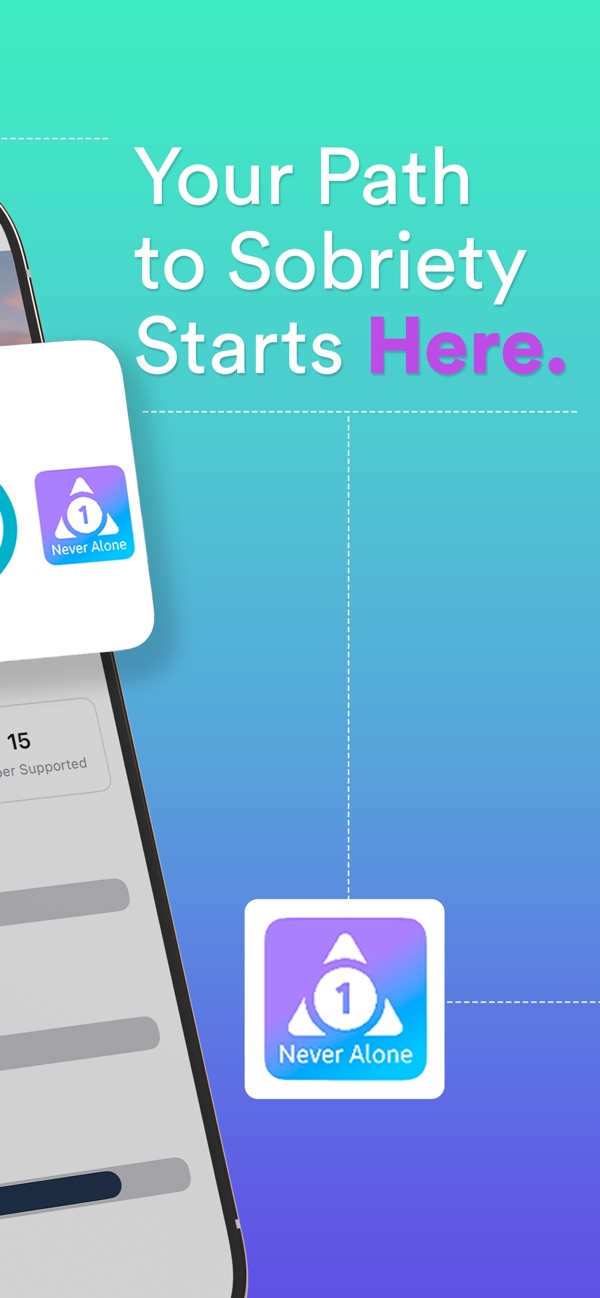 Your Path
to Sobriety
Starts Here.
1
Never Alone
15
Supported
1
Never Alone